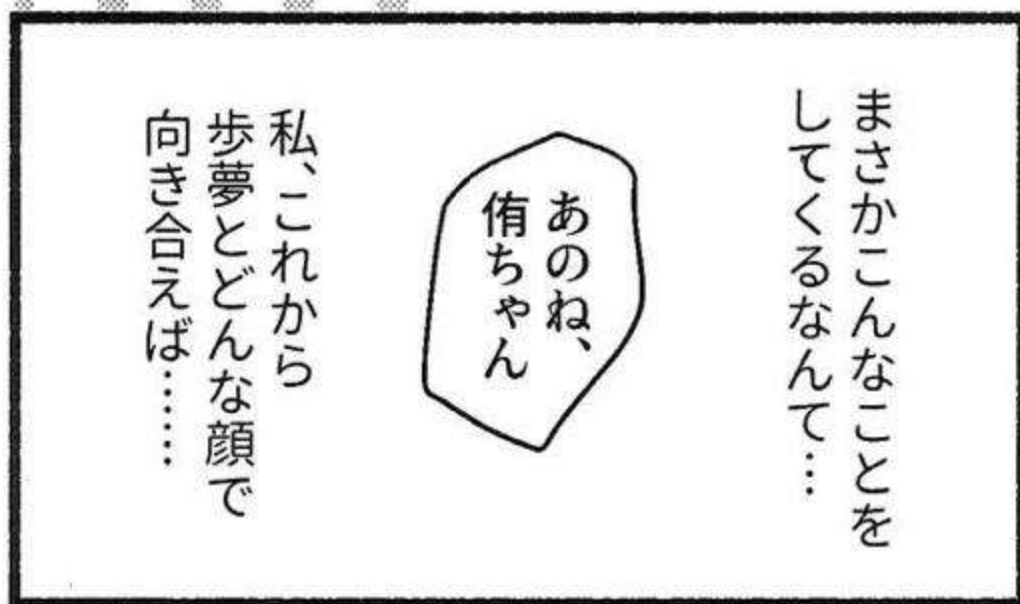 まさかこんなことを
してくるなんて…
あのね、
侑ちゃん
私、これから
歩夢とどんな顔で
向き合えば……